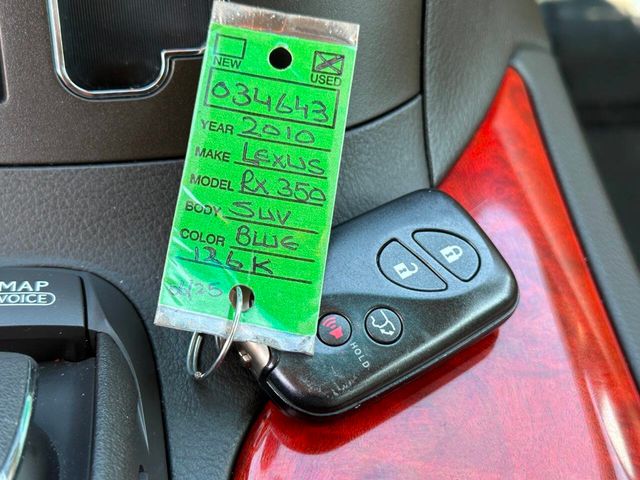 NEW USED
034643
YEAR 2010
MAKE LEXUS
MODEL RX 350
BODY SUV
COLOR BLUE
126K
MAP
VOICE
HOLD